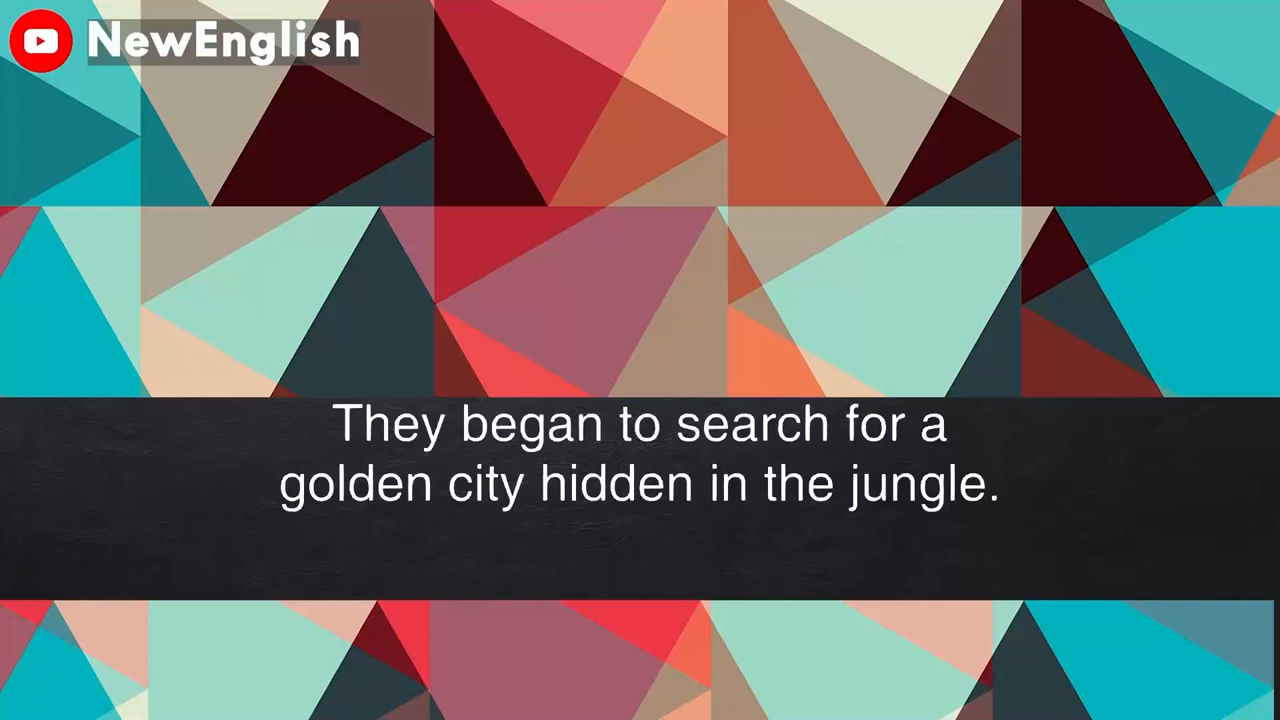 NewEnglish
They began to search for a
golden city hidden in the jungle.